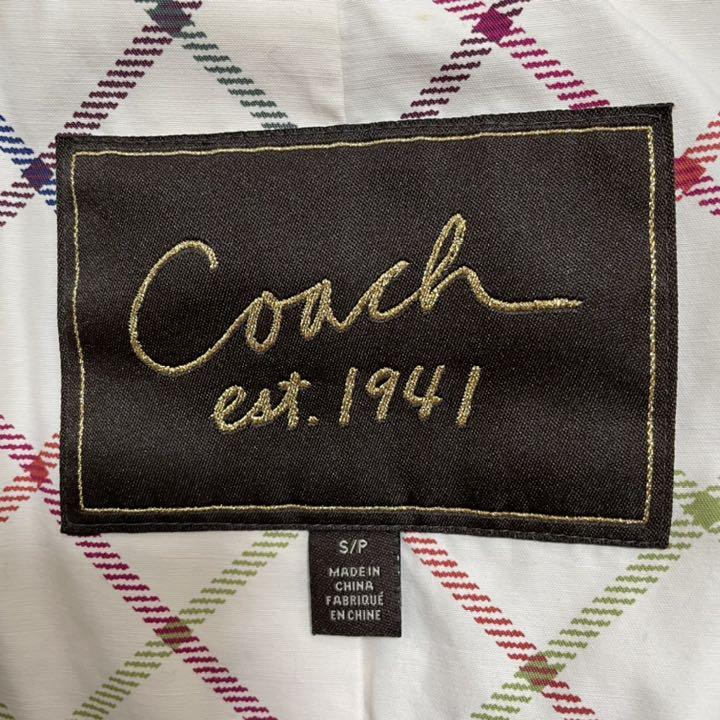 Coach
est. 1941
S/P
MADE IN
CHINA
FABRIQUÉ
EN CHINE